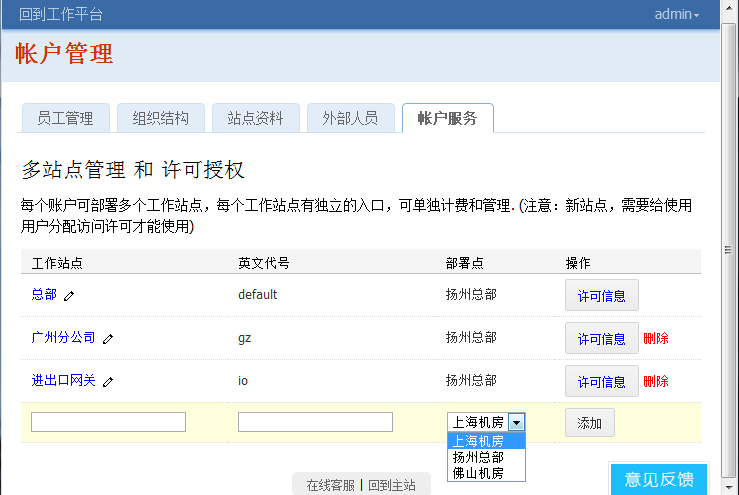 回到工作平台 admin
帐户管理
员工管理 组织结构 站点资料 外部人员 帐户服务
多站点管理 和 许可授权
每个账户可部署多个工作站点，每个工作站点有独立的入口，可单独计费和管理. (注意：新站点，需要给使用
用户分配访问许可才能使用)
工作站点 英文代号 部署点 操作
总部 default 扬州总部 许可信息
广州分公司 gz 扬州总部 许可信息 删除
进出口网关 io 扬州总部 许可信息 删除
上海机房 添加
上海机房
扬州总部
佛山机房
在线客服 | 回到主站
意见反馈